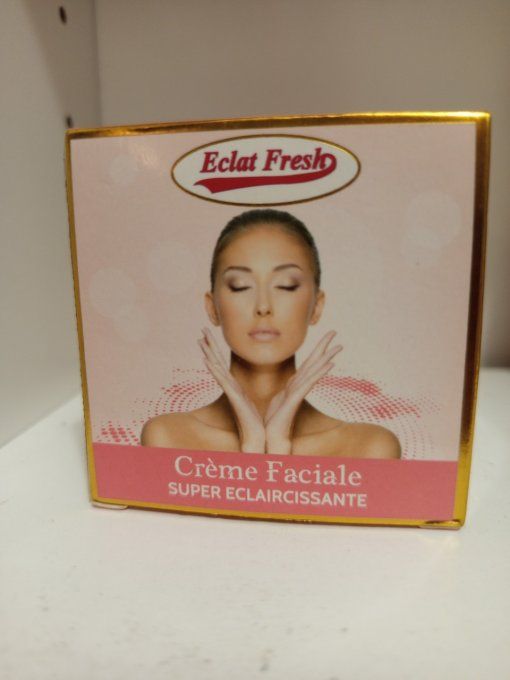 Eclat Fresh
Crème Faciale
SUPER ECLAIRCISSANTE